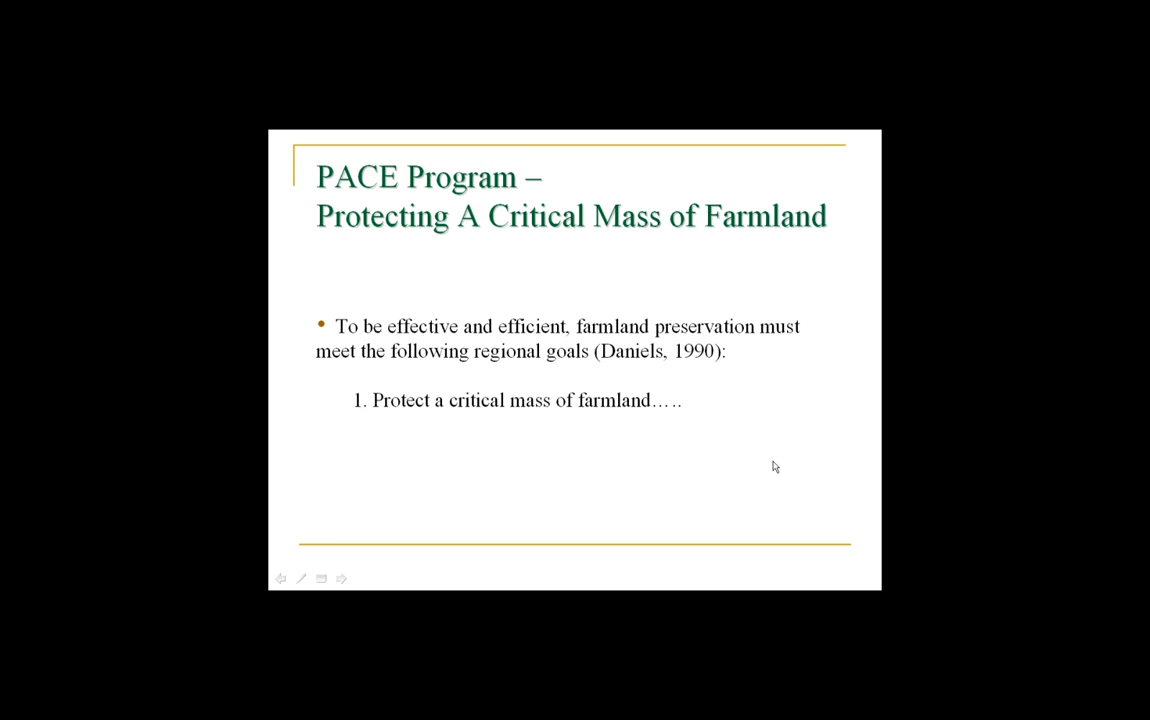 PACE Program –
Protecting A Critical Mass of Farmland
• To be effective and efficient, farmland preservation must
meet the following regional goals (Daniels, 1990):
1. Protect a critical mass of farmland…..